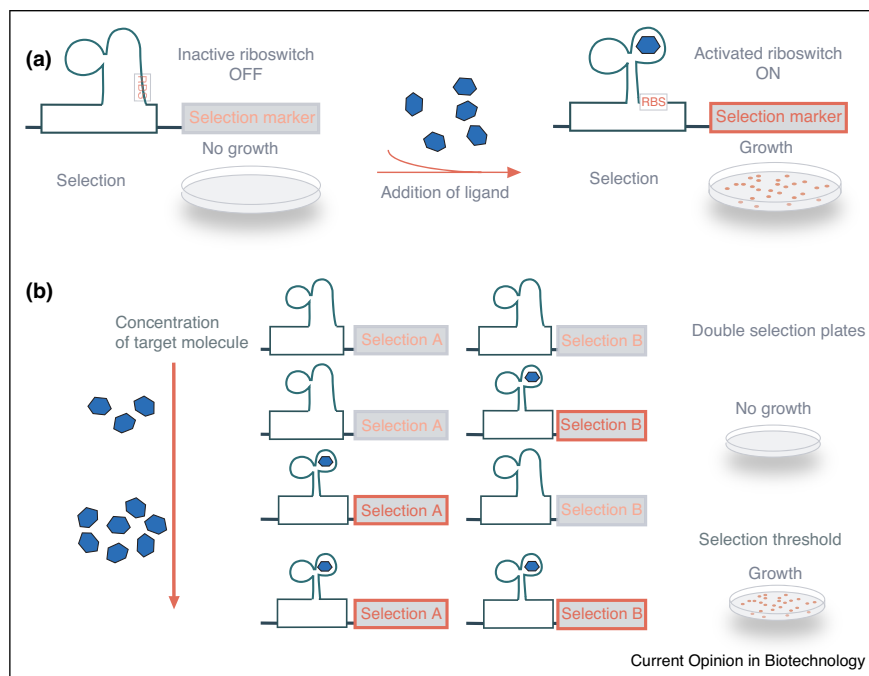 (a)
Inactive riboswitch
OFF
RBS
Selection marker
No growth
Selection
Addition of ligand
Activated riboswitch
ON
RBS
Selection marker
Growth
Selection
(b)
Concentration
of target molecule
Selection A
Selection B
Double selection plates
Selection A
Selection B
No growth
Selection A
Selection B
Selection threshold
Growth
Selection A
Selection B
Current Opinion in Biotechnology